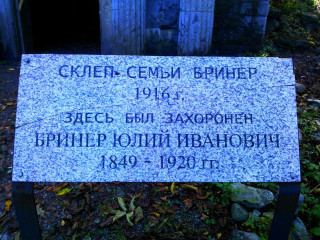 СКЛЕП СЕМЬИ БРИНЕР
1916 г.
ЗДЕСЬ БЫЛ ЗАХОРОНЕН
БРИНЕР ЮЛИЙ ИВАНОВИЧ
1849 - 1920 гг.